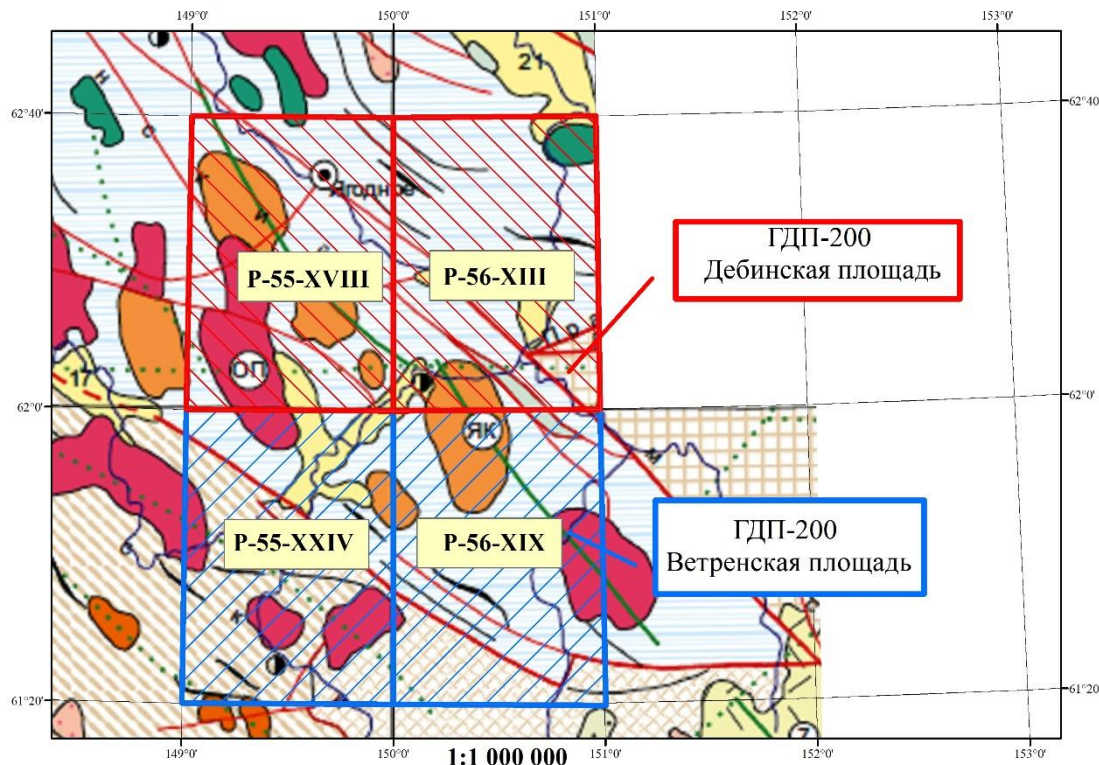 149°0' 150°0' 151°0' 152°0' 153°0'
62°40' 62°40'
21
Н
С
Ягодное
К
И
С
P-55-XVIII P-56-XIII
ГДП-200
Дебинская площадь
П О В
ОП
17
62°0' 62°0'
ЯК
P-55-XXIV P-56-XIX
ГДП-200
Ветренская площадь
К
61°20' 61°20'
7
149°0' 150°0' 151°0' 152°0' 153°0'
1:1 000 000